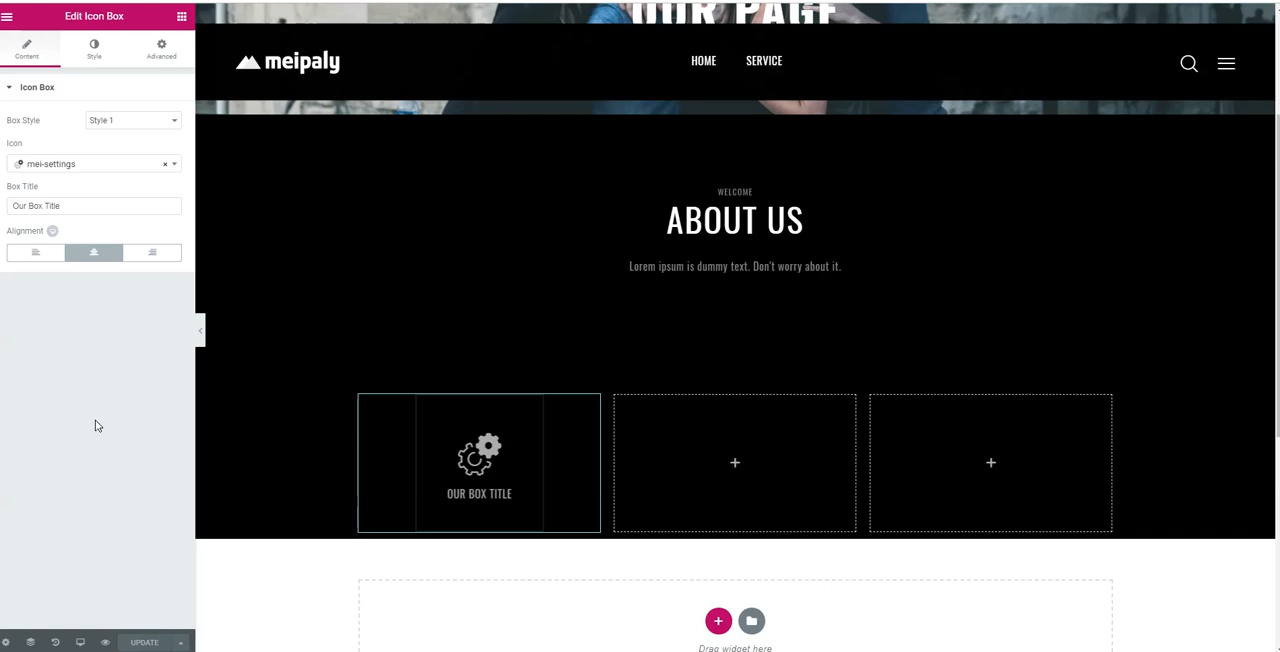 Edit Icon Box
Content
Style
Advanced
Icon Box
Box Style
Style 1
Icon
mei-settings
Box Title
Our Box Title
Alignment
UPDATE
OUR PAGE
meipaly
HOME
SERVICE
WELCOME
ABOUT US
Lorem ipsum is dummy text. Don't worry about it.
OUR BOX TITLE
Drag widget here